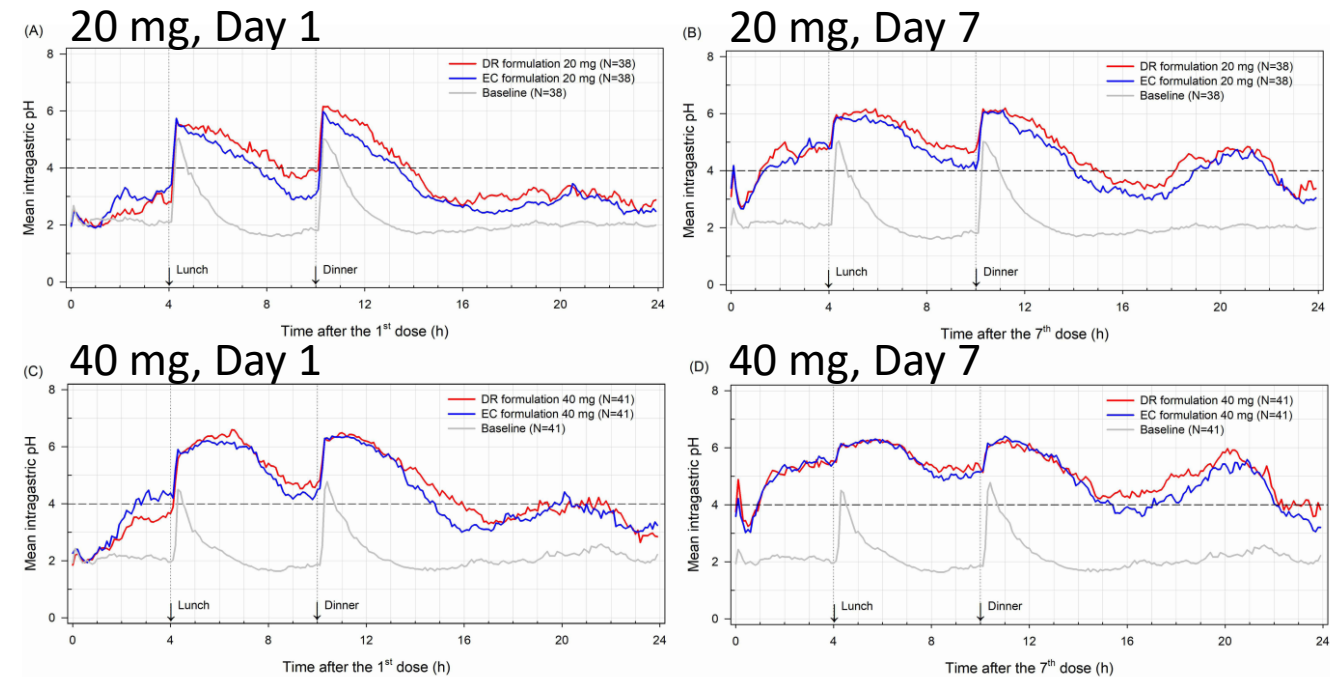 20 mg, Day 1
(A)
DR formulation 20 mg (N=38)
EC formulation 20 mg (N=38)
Baseline (N=38)
Mean intragastric pH
8
6
4
2
0
Lunch
Dinner
0 4 8 12 16 20 24
Time after the 1st dose (h)
20 mg, Day 7
(B)
DR formulation 20 mg (N=38)
EC formulation 20 mg (N=38)
Baseline (N=38)
Mean intragastric pH
8
6
4
2
0
Lunch
Dinner
0 4 8 12 16 20 24
Time after the 7th dose (h)
40 mg, Day 1
(C)
DR formulation 40 mg (N=41)
EC formulation 40 mg (N=41)
Baseline (N=41)
Mean intragastric pH
8
6
4
2
0
Lunch
Dinner
0 4 8 12 16 20 24
Time after the 1st dose (h)
40 mg, Day 7
(D)
DR formulation 40 mg (N=41)
EC formulation 40 mg (N=41)
Baseline (N=41)
Mean intragastric pH
8
6
4
2
0
Lunch
Dinner
0 4 8 12 16 20 24
Time after the 7th dose (h)